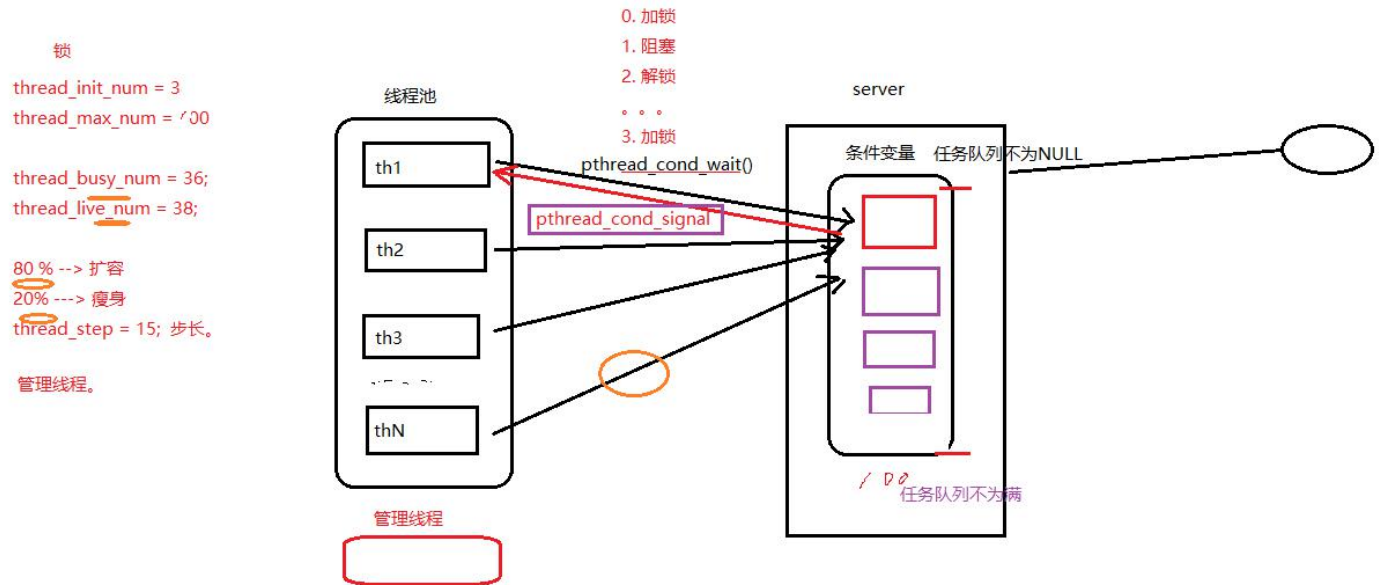 锁
thread_init_num = 3
thread_max_num = 100
thread_busy_num = 36;
thread_live_num = 38;
80 % --> 扩容
20% ---> 瘦身
thread_step = 15; 步长。
管理线程。
线程池
th1
th2
th3
thN
管理线程
0. 加锁
1. 阻塞
2. 解锁
。。。
3. 加锁
pthread_cond_wait()
pthread_cond_signal
server
条件变量 任务队列不为NULL
100
任务队列不为满